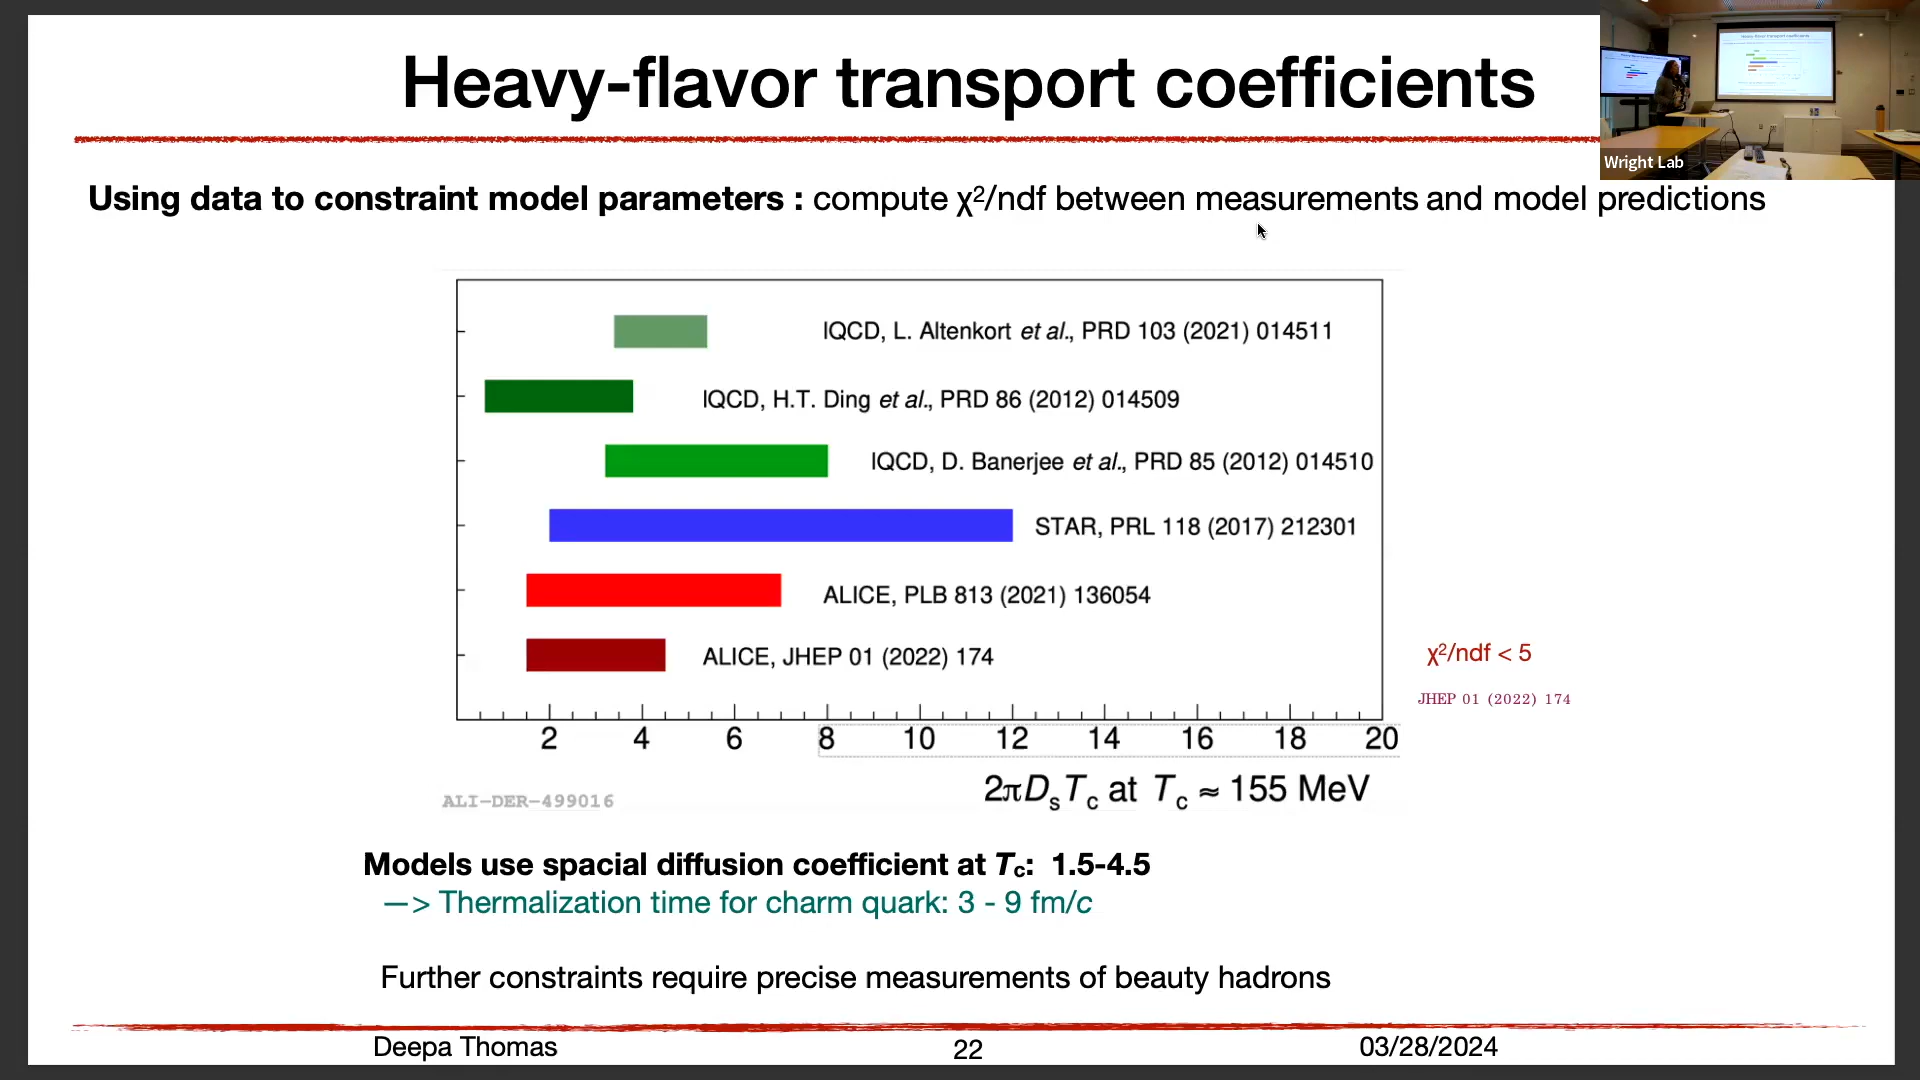 Heavy-flavor transport coefficients
Wright Lab
Using data to constraint model parameters : compute χ²/ndf between measurements and model predictions
lQCD, L. Altenkort et al., PRD 103 (2021) 014511
lQCD, H.T. Ding et al., PRD 86 (2012) 014509
lQCD, D. Banerjee et al., PRD 85 (2012) 014510
STAR, PRL 118 (2017) 212301
ALICE, PLB 813 (2021) 136054
ALICE, JHEP 01 (2022) 174
χ²/ndf < 5
JHEP 01 (2022) 174
2 4 6 8 10 12 14 16 18 20
2πDsTc at Tc ≈ 155 MeV
ALI-DER-499016
Models use spacial diffusion coefficient at Tc: 1.5-4.5
—> Thermalization time for charm quark: 3 - 9 fm/c
Further constraints require precise measurements of beauty hadrons
Deepa Thomas 22 03/28/2024